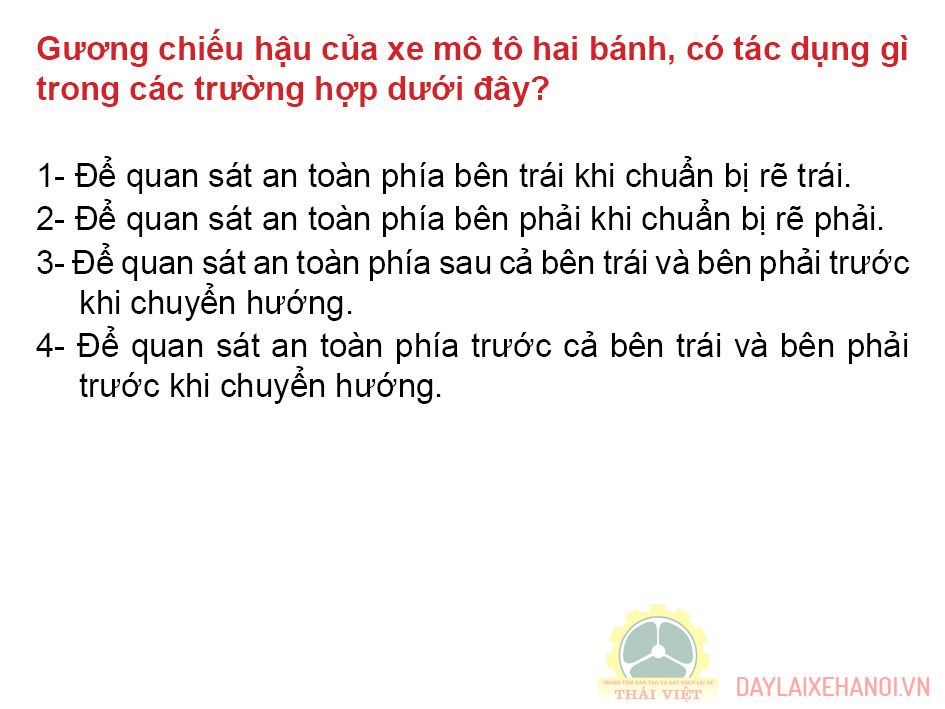 Gương chiếu hậu của xe mô tô hai bánh, có tác dụng gì
trong các trường hợp dưới đây?
1- Để quan sát an toàn phía bên trái khi chuẩn bị rẽ trái.
2- Để quan sát an toàn phía bên phải khi chuẩn bị rẽ phải.
3- Để quan sát an toàn phía sau cả bên trái và bên phải trước
khi chuyển hướng.
4- Để quan sát an toàn phía trước cả bên trái và bên phải
trước khi chuyển hướng.
TRUNG TÂM ĐÀO TẠO VÀ SÁT HẠCH LÁI XE
THÁI VIỆT
DAYLAIXEHANOI.VN